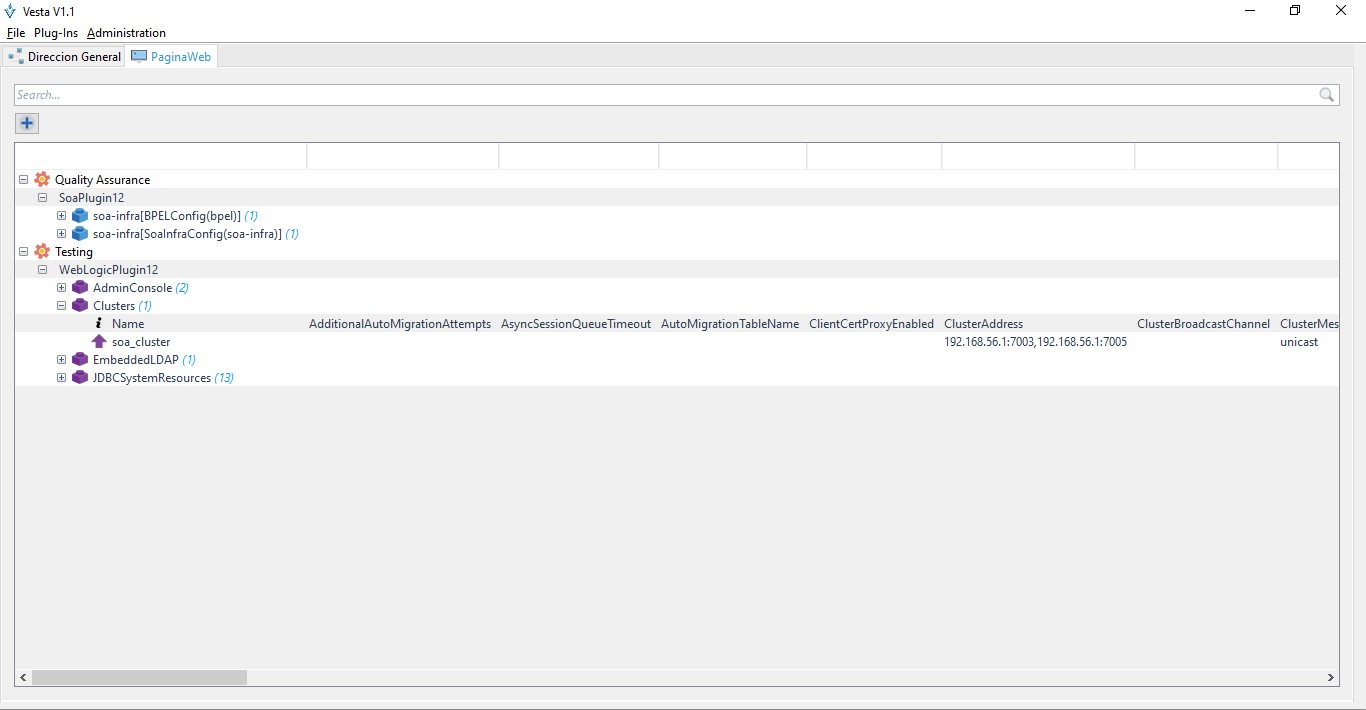 Vesta V1.1
File Plug-Ins Administration
Direccion General PaginaWeb
Search...
Quality Assurance
SoaPlugin12
soa-infra[BPELConfig(bpel)] (1)
soa-infra[SoaInfraConfig(soa-infra)] (1)
Testing
WebLogicPlugin12
AdminConsole (2)
Clusters (1)
Name AdditionalAutoMigrationAttempts AsyncSessionQueueTimeout AutoMigrationTableName ClientCertProxyEnabled ClusterAddress ClusterBroadcastChannel ClusterMes
soa_cluster 192.168.56.1:7003,192.168.56.1:7005 unicast
EmbeddedLDAP (1)
JDBCSystemResources (13)